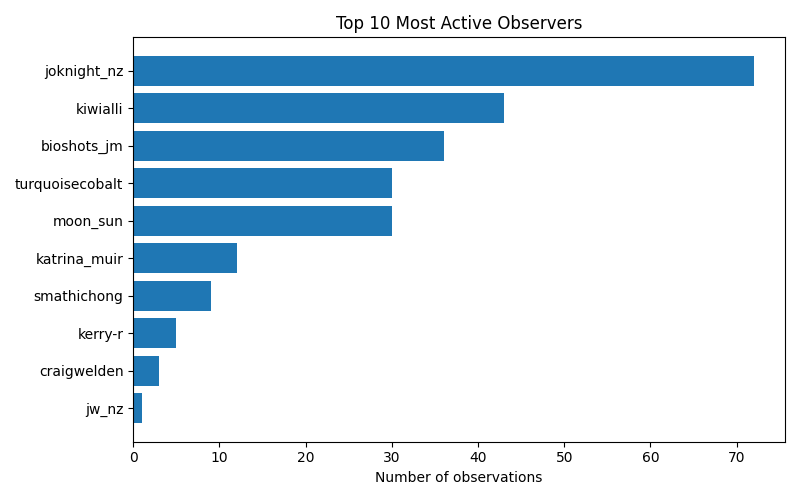 Top 10 Most Active Observers
joknight_nz
kiwialli
bioshots_jm
turquoisecobalt
moon_sun
katrina_muir
smathichong
kerry-r
craigwelden
jw_nz
0 10 20 30 40 50 60 70
Number of observations